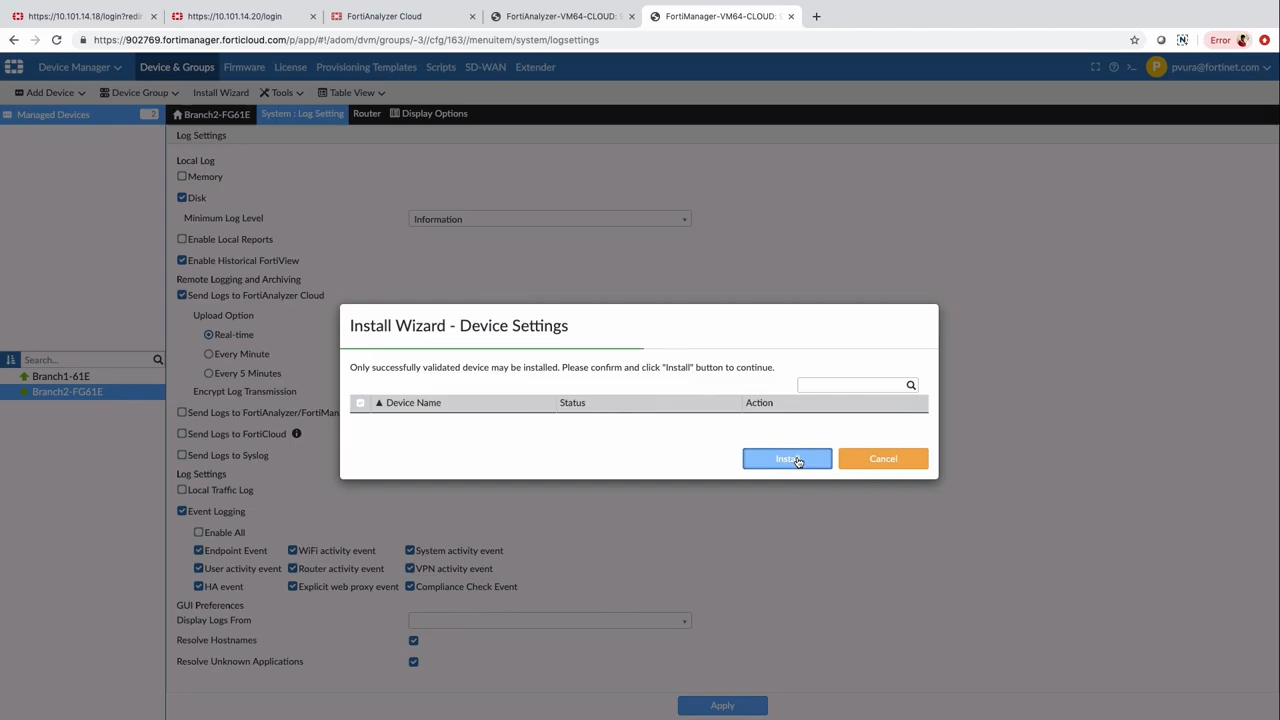 https://10.101.14.18/login?redir
https://10.101.14.20/login
FortiAnalyzer Cloud
FortiAnalyzer-VM64-CLOUD:
FortiManager-VM64-CLOUD:
https://902769.fortimanager.forticloud.com/p/app/#!/adom/dvm/groups/-3//cfg/163//menuitem/system/logsettings
Error
Device Manager
Device & Groups
Firmware
License
Provisioning Templates
Scripts
SD-WAN
Extender
P
pvura@fortinet.com
Add Device
Device Group
Install Wizard
Tools
Table View
Managed Devices
Branch2-FG61E
System : Log Setting
Router
Display Options
Log Settings
Local Log
Memory
Disk
Minimum Log Level
Information
Enable Local Reports
Enable Historical FortiView
Remote Logging and Archiving
Send Logs to FortiAnalyzer Cloud
Upload Option
Real-time
Every Minute
Every 5 Minutes
Encrypt Log Transmission
Send Logs to FortiAnalyzer/FortiMan
Send Logs to FortiCloud
Send Logs to Syslog
Search...
Branch1-61E
Branch2-FG61E
Install Wizard - Device Settings
Only successfully validated device may be installed. Please confirm and click "Install" button to continue.
Device Name
Status
Action
Install
Cancel
Log Settings
Local Traffic Log
Event Logging
Enable All
Endpoint Event
WiFi activity event
System activity event
User activity event
Router activity event
VPN activity event
HA event
Explicit web proxy event
Compliance Check Event
GUI Preferences
Display Logs From
Resolve Hostnames
Resolve Unknown Applications
Apply